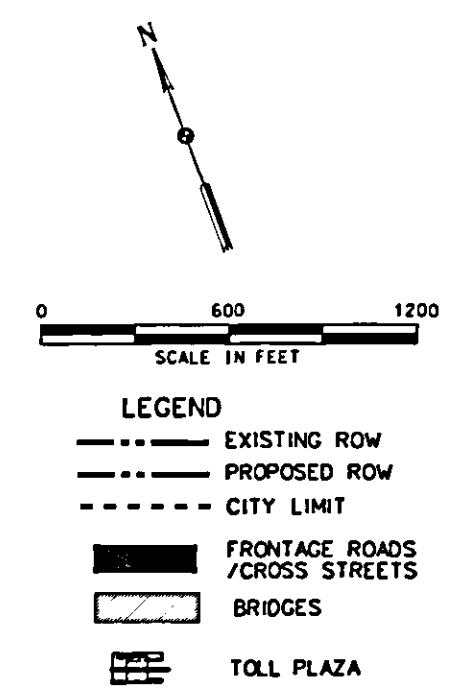 N
0 600 1200
SCALE IN FEET
LEGEND
EXISTING ROW
PROPOSED ROW
CITY LIMIT
FRONTAGE ROADS
/CROSS STREETS
BRIDGES
TOLL PLAZA